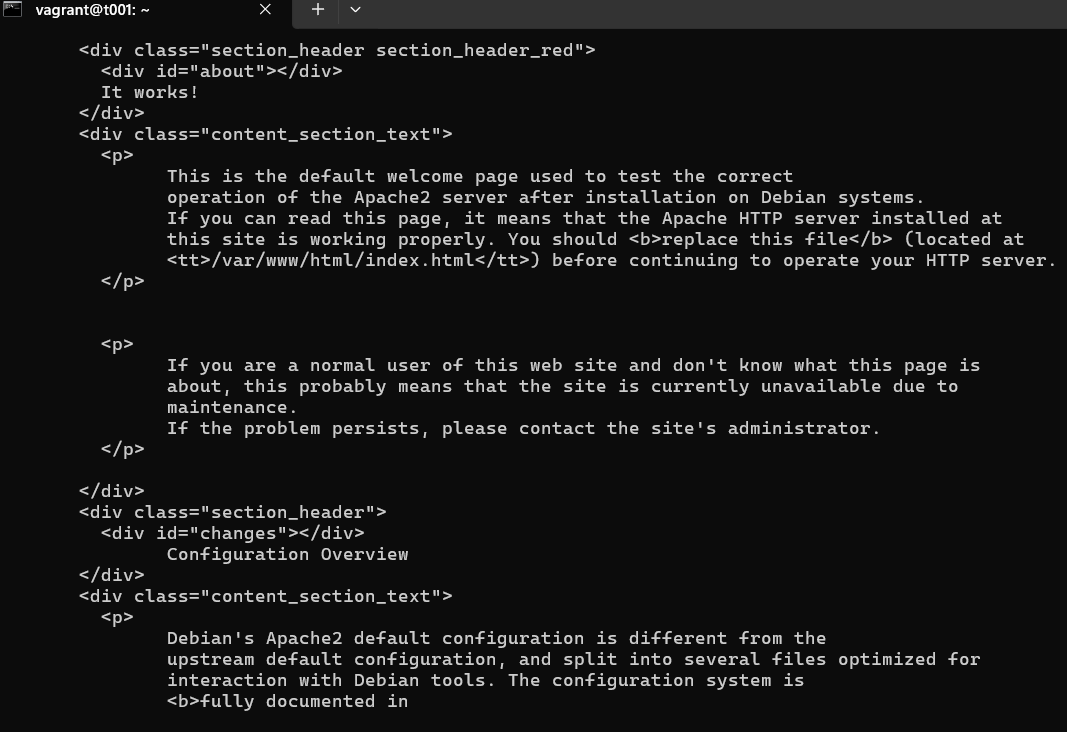 vagrant@t001: ~
<div class="section_header section_header_red">
<div id="about"></div>
It works!
</div>
<div class="content_section_text">
<p>
This is the default welcome page used to test the correct
operation of the Apache2 server after installation on Debian systems.
If you can read this page, it means that the Apache HTTP server installed at
this site is working properly. You should <b>replace this file</b> (located at
<tt>/var/www/html/index.html</tt>) before continuing to operate your HTTP server.
</p>
<p>
If you are a normal user of this web site and don't know what this page is
about, this probably means that the site is currently unavailable due to
maintenance.
If the problem persists, please contact the site's administrator.
</p>
</div>
<div class="section_header">
<div id="changes"></div>
Configuration Overview
</div>
<div class="content_section_text">
<p>
Debian's Apache2 default configuration is different from the
upstream default configuration, and split into several files optimized for
interaction with Debian tools. The configuration system is
<b>fully documented in